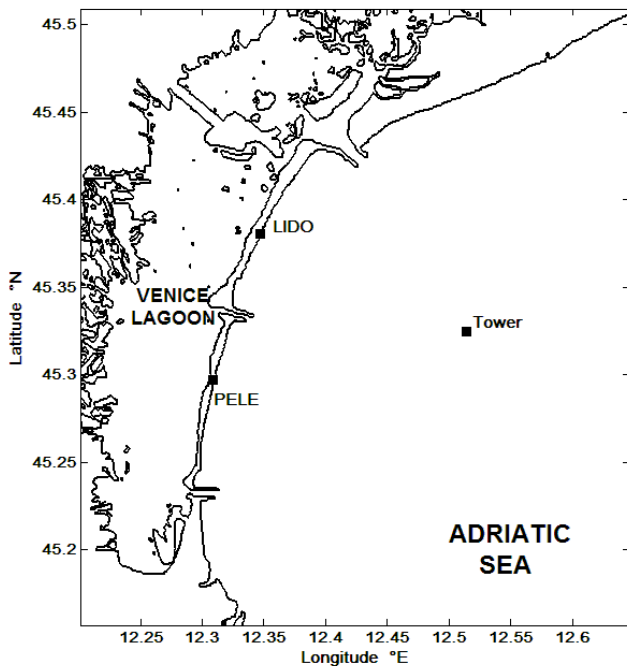 45.5
45.45
45.4
45.35
45.3
45.25
45.2
Latitude °N
LIDO
VENICE
LAGOON
Tower
PELE
ADRIATIC
SEA
12.25
12.3
12.35
12.4
12.45
12.5
12.55
12.6
Longitude °E